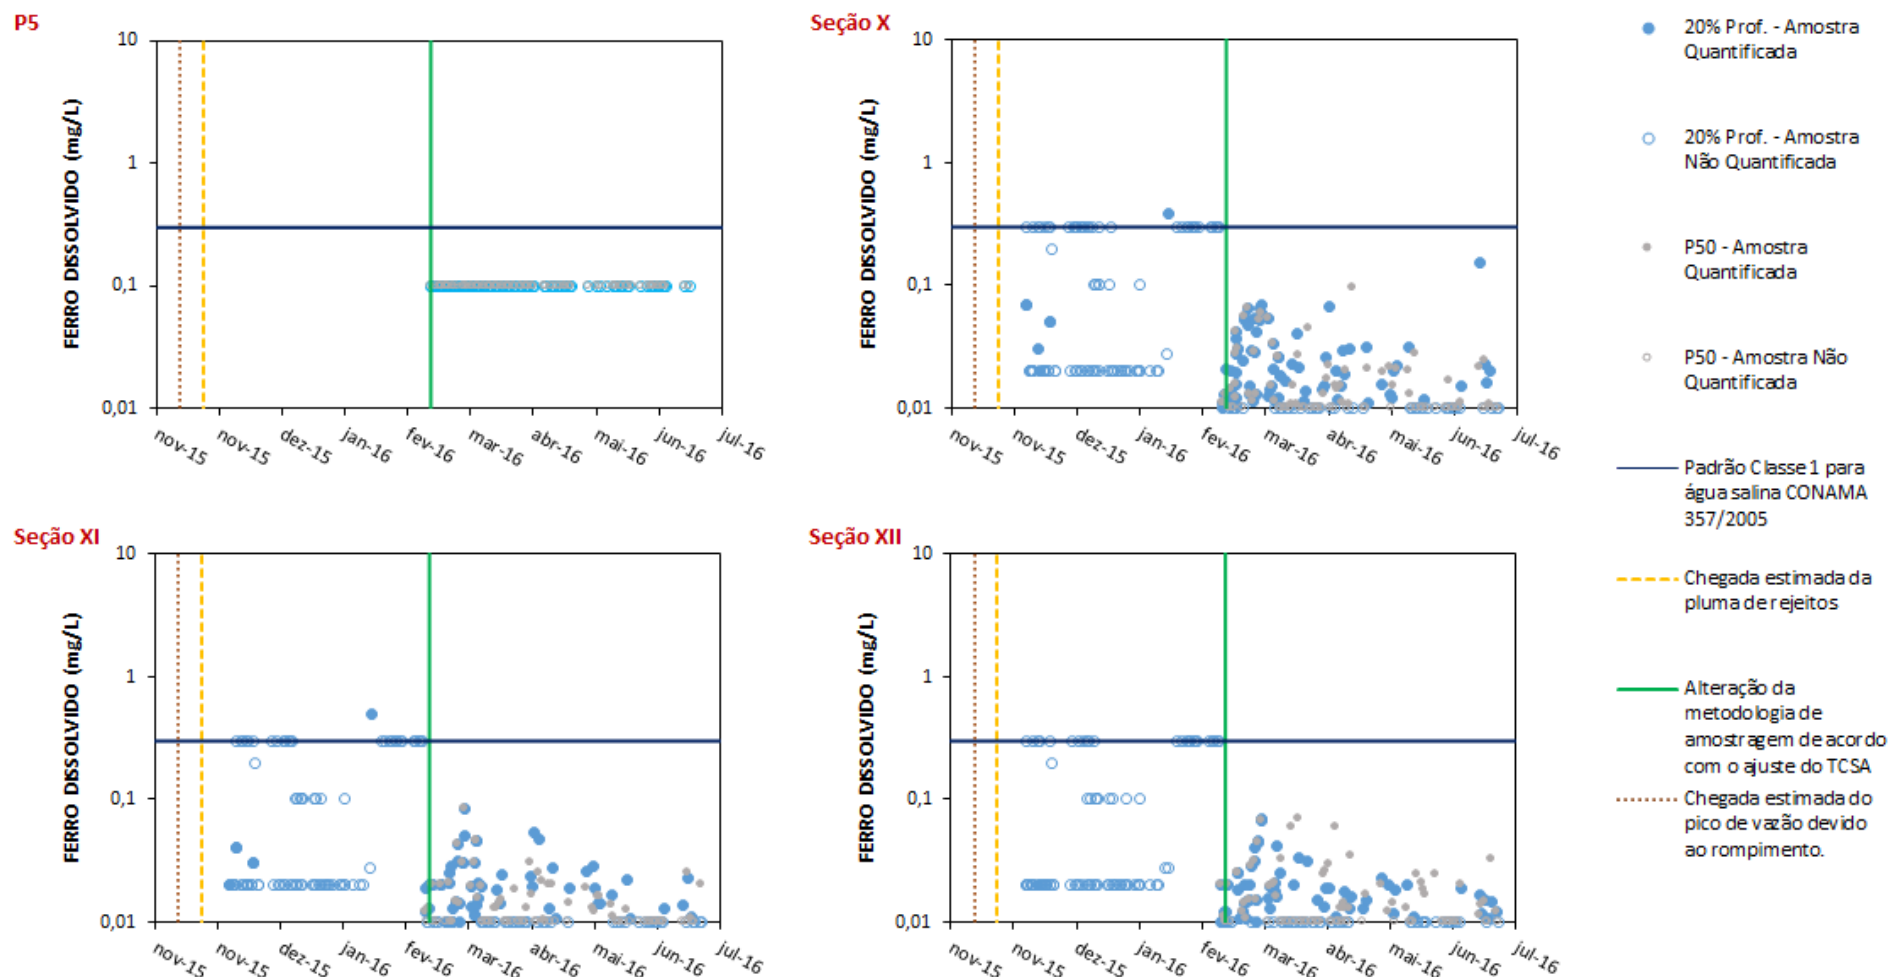 P5
FERRO DISSOLVIDO (mg/L)
10
1
0,1
0,01
nov-15
nov-15
dez-15
jan-16
fev-16
mar-16
abr-16
mai-16
jun-16
jul-16
Seção X
FERRO DISSOLVIDO (mg/L)
10
1
0,1
0,01
nov-15
nov-15
dez-15
jan-16
fev-16
mar-16
abr-16
mai-16
jun-16
jul-16
Seção XI
FERRO DISSOLVIDO (mg/L)
10
1
0,1
0,01
nov-15
nov-15
dez-15
jan-16
fev-16
mar-16
abr-16
mai-16
jun-16
jul-16
Seção XII
FERRO DISSOLVIDO (mg/L)
10
1
0,1
0,01
nov-15
nov-15
dez-15
jan-16
fev-16
mar-16
abr-16
mai-16
jun-16
jul-16
20% Prof. - Amostra
Quantificada
20% Prof. - Amostra
Não Quantificada
P50 - Amostra
Quantificada
P50 - Amostra Não
Quantificada
Padrão Classe 1 para
água salina CONAMA
357/2005
Chegada estimada da
pluma de rejeitos
Alteração da
metodologia de
amostragem de acordo
com o ajuste do TCSA
Chegada estimada do
pico de vazão devido
ao rompimento.